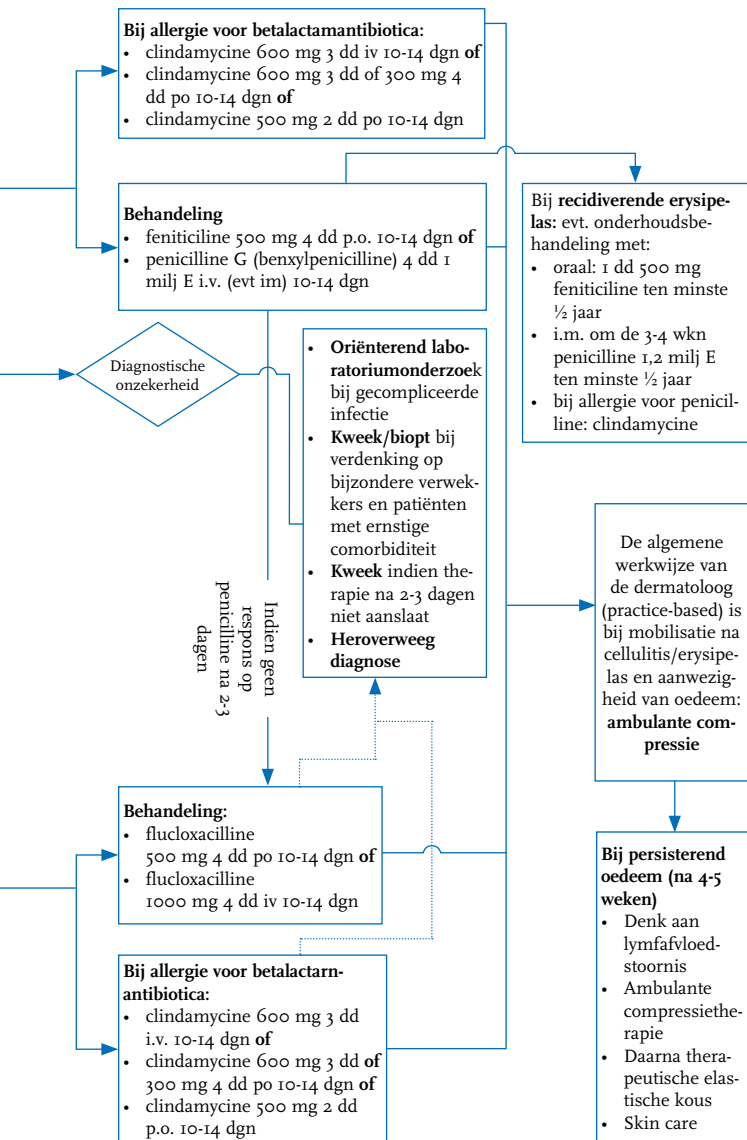 Bij allergie voor betalactamantibiotica:
• clindamycine 600 mg 3 dd iv 10-14 dgn of
• clindamycine 600 mg 3 dd of 300 mg 4
dd po 10-14 dgn of
• clindamycine 500 mg 2 dd po 10-14 dgn
Behandeling
• feniticiline 500 mg 4 dd p.o. 10-14 dgn of
• penicilline G (benxylpenicilline) 4 dd 1
milj E i.v. (evt im) 10-14 dgn
Bij recidiverende erysipe-
las: evt. onderhoudsbe-
handeling met:
• oraal: 1 dd 500 mg
feniticiline ten minste
½ jaar
• i.m. om de 3-4 wkn
penicilline 1,2 milj E
ten minste ½ jaar
• bij allergie voor penicil-
line: clindamycine
Diagnostische
onzekerheid
• Oriënterend labo-
ratoriumonderzoek
bij gecompliceerde
infectie
• Kweek/biopt bij
verdenking op
bijzondere verwek-
kers en patiënten
met ernstige
comorbiditeit
• Kweek indien the-
rapie na 2-3 dagen
niet aanslaat
• Heroverweeg
diagnose
Indien geen
respons op
penicilline na 2-3
dagen
De algemene
werkwijze van
de dermatoloog
(practice-based) is
bij mobilisatie na
cellulitis/erysipe-
las en aanwezig-
heid van oedeem:
ambulante com-
pressie
Behandeling:
• flucloxacilline
500 mg 4 dd po 10-14 dgn of
• flucloxacilline
1000 mg 4 dd iv 10-14 dgn
Bij allergie voor betalactarn-
antibiotica:
• clindamycine 600 mg 3 dd
i.v. 10-14 dgn of
• clindamycine 600 mg 3 dd of
300 mg 4 dd po 10-14 dgn of
• clindamycine 500 mg 2 dd
p.o. 10-14 dgn
Bij persisterend
oedeem (na 4-5
weken)
• Denk aan
lymfafvloed-
stoornis
• Ambulante
compressiethe-
rapie
• Daarna thera-
peutische elas-
tische kous
• Skin care